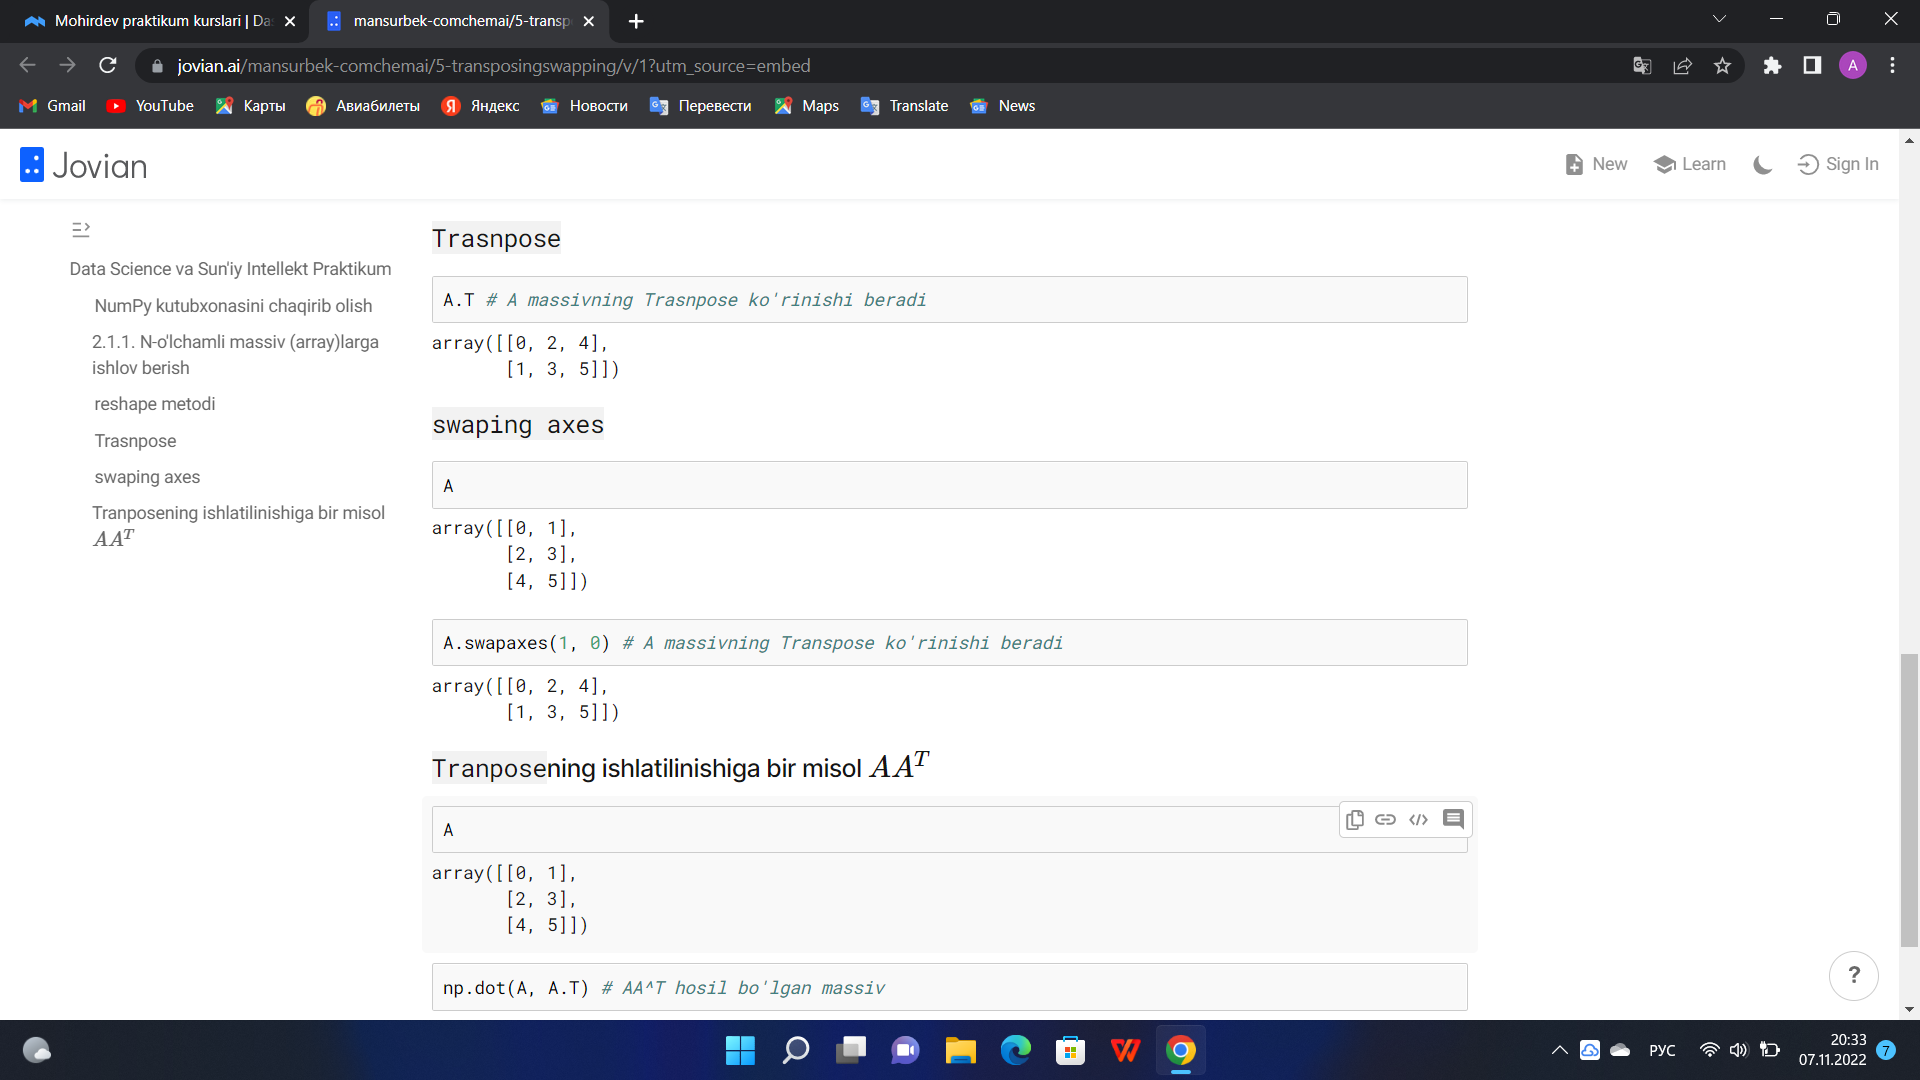 Mohirdev praktikum kurslari | Da
mansurbek-comchemai/5-transp
jovian.ai/mansurbek-comchemai/5-transposingswapping/v/1?utm_source=embed
A
Gmail
YouTube
Карты
Авиабилеты
Яндекс
Новости
Перевести
Maps
Translate
News
Jovian
New
Learn
Sign In
Data Science va Sun'iy Intellekt Praktikum
NumPy kutubxonasini chaqirib olish
2.1.1. N-o'lchamli massiv (array)larga
ishlov berish
reshape metodi
Trasnpose
swaping axes
Tranposening ishlatilinishiga bir misol
AA^T
Trasnpose
A.T # A massivning Trasnpose ko'rinishi beradi
array([[0, 2, 4],
[1, 3, 5]])
swaping axes
A
array([[0, 1],
[2, 3],
[4, 5]])
A.swapaxes(1, 0) # A massivning Transpose ko'rinishi beradi
array([[0, 2, 4],
[1, 3, 5]])
Tranposening ishlatilinishiga bir misol AA^T
A
array([[0, 1],
[2, 3],
[4, 5]])
np.dot(A, A.T) # AA^T hosil bo'lgan massiv
?
РУС
20:33
07.11.2022
7